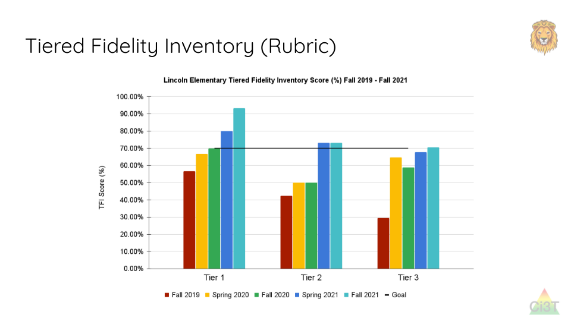 Tiered Fidelity Inventory (Rubric)
Lincoln Elementary Tiered Fidelity Inventory Score (%) Fall 2019 - Fall 2021
100.00%
90.00%
80.00%
70.00%
60.00%
50.00%
40.00%
30.00%
20.00%
10.00%
0.00%
TFI Score (%)
Tier 1 Tier 2 Tier 3
Fall 2019 Spring 2020 Fall 2020 Spring 2021 Fall 2021 Goal
Ci3T